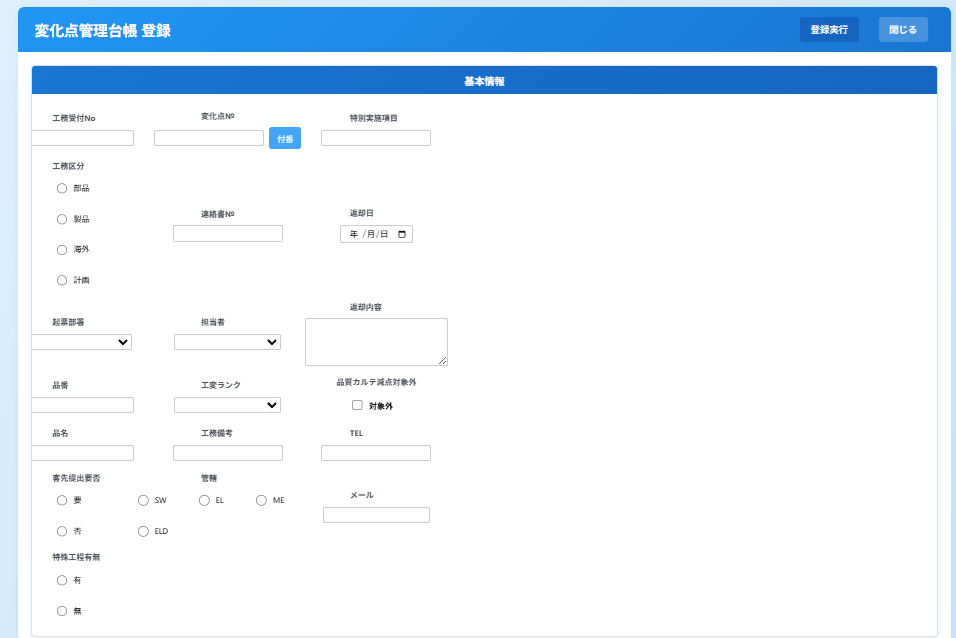 変化点管理台帳 登録
登録実行
閉じる
基本情報
工務受付No
変化点№
特別実施項目
付番
工務区分
部品
製品
連絡書№
返却日
年 /月/日
海外
計画
起票部署
担当者
返却内容
品番
工変ランク
品質カルテ減点対象外
対象外
品名
工務備考
TEL
客先提出要否
管轄
メール
要
SW
EL
ME
否
ELD
特殊工程有無
有
無